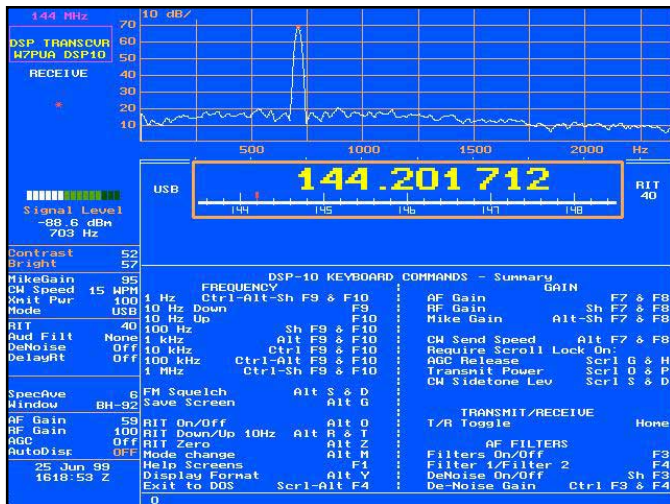 144 MHz
10 dB/
DSP TRANSCVR
W7PUA DSP10
RECEIVE
70
60
50
40
30
20
10
500 1000 1500 2000 Hz
USB 144.201 712 RIT
40
144 145 146 147 148
Signal Level
-88.6 dBm
703 Hz
Contrast 52
Bright 57
MikeGain 95
CW Speed 15 WPM
Xmit Pwr 100
Mode USB
RIT 40
Aud Filt None
DeNoise Off
DelayRt Off
SpecAve 6
Window BH-92
AF Gain 59
RF Gain 100
AGC Off
AutoDisp OFF
25 Jun 99
1618:53 Z
DSP-10 KEYBOARD COMMANDS - Summary
FREQUENCY
1 Hz Ctrl-Alt-Sh F9 & F10
10 Hz Down F9
10 Hz Up F10
100 Hz Sh F9 & F10
1 kHz Alt F9 & F10
10 kHz Ctrl F9 & F10
100 kHz Ctrl-Alt F9 & F10
1 MHz Ctrl-Sh F9 & F10
FM Squelch Alt S & D
Save Screen Alt G
RIT On/Off Alt O
RIT Down/Up 10Hz Alt R & T
RIT Zero Alt Z
Mode change Alt M
Help Screens F1
Display Format Alt Y
Exit to DOS Scrl-Alt F4
GAIN
AF Gain F7 & F8
RF Gain Sh F7 & F8
Mike Gain Alt-Sh F7 & F8
CW Send Speed Alt F7 & F8
Require Scroll Lock On:
AGC Release Scrl G & H
Transmit Power Scrl O & P
CW Sidetone Lev Scrl S & D
TRANSMIT/RECEIVE
T/R Toggle Home
AF FILTERS
Filters On/Off F3
Filter 1/Filter 2 F4
DeNoise On/Off Sh F3
De-Noise Gain Ctrl F3 & F4
0